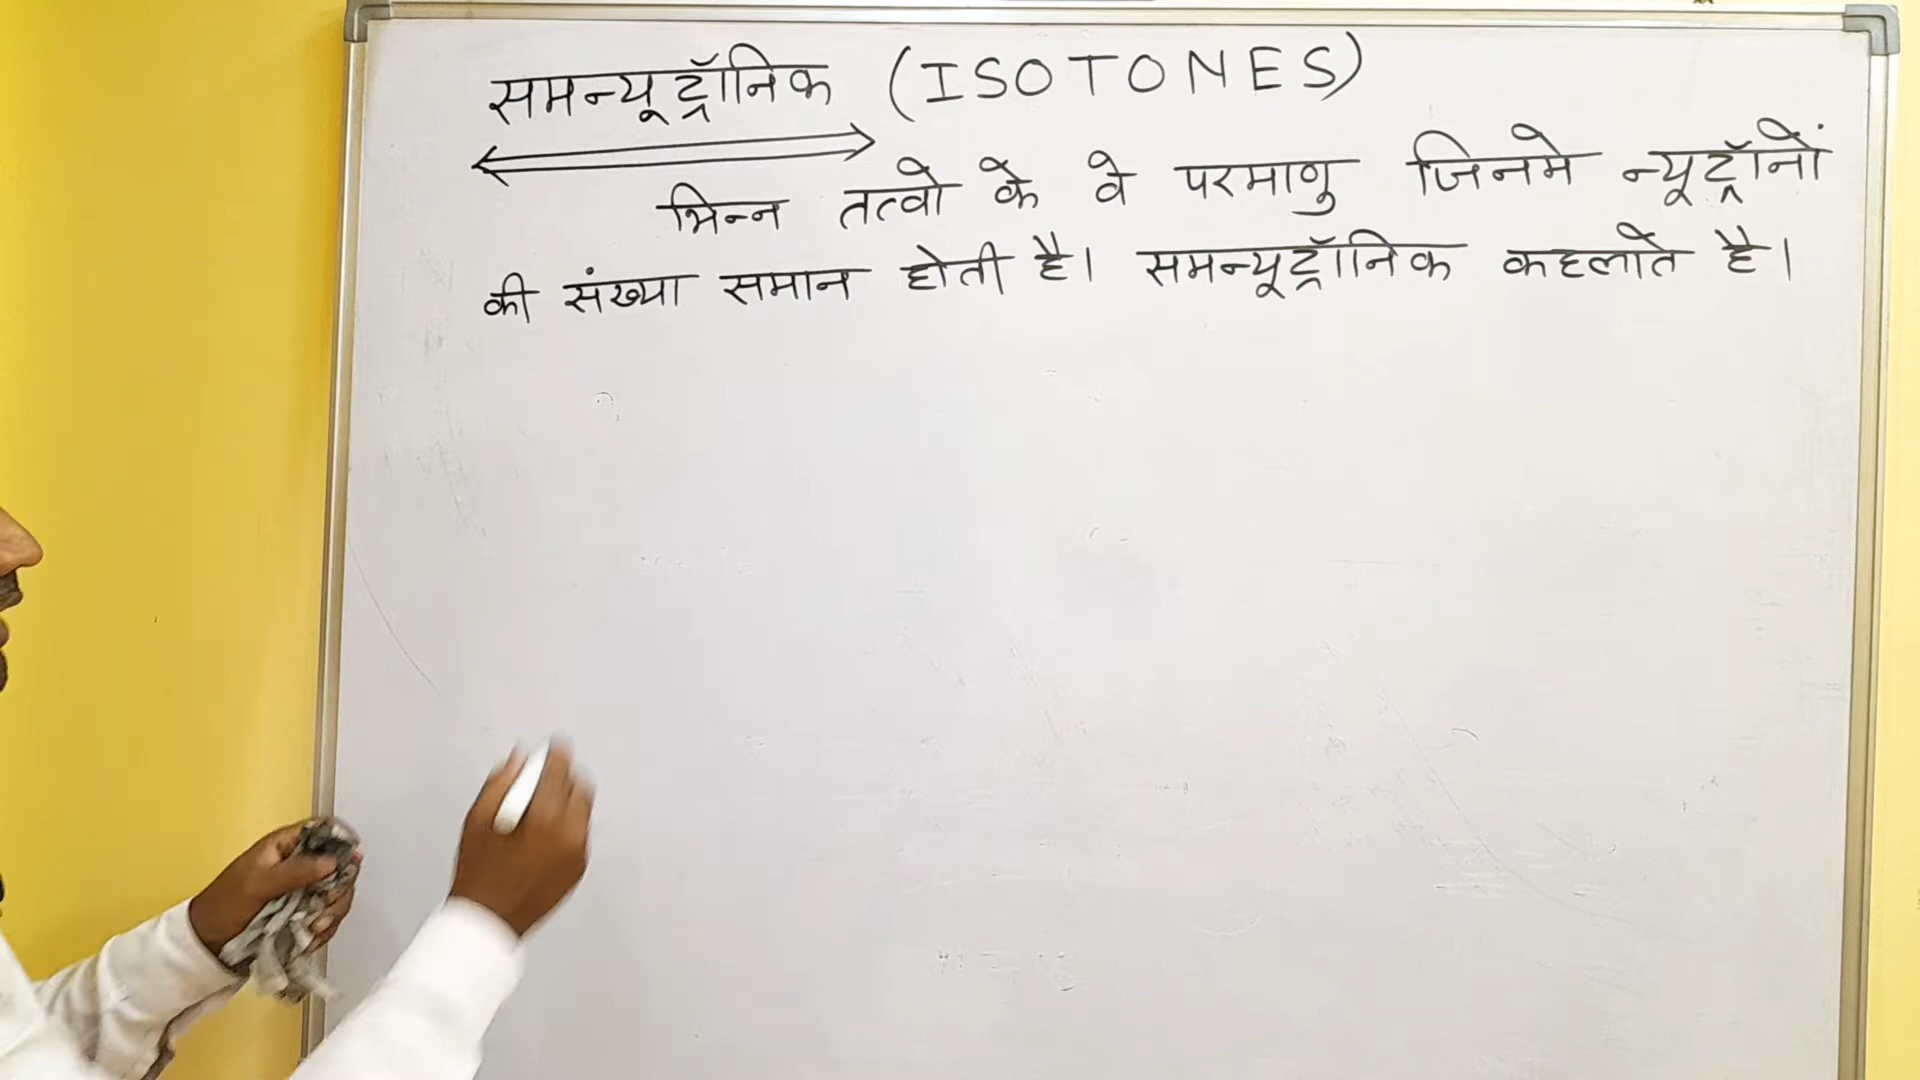 समन्यूट्रॉनिक (ISOTONES)
भिन्न तत्वो के वे परमाणु जिनमे न्यूट्रॉनों
की संख्या समान होती है। समन्यूट्रॉनिक कहलाते है।